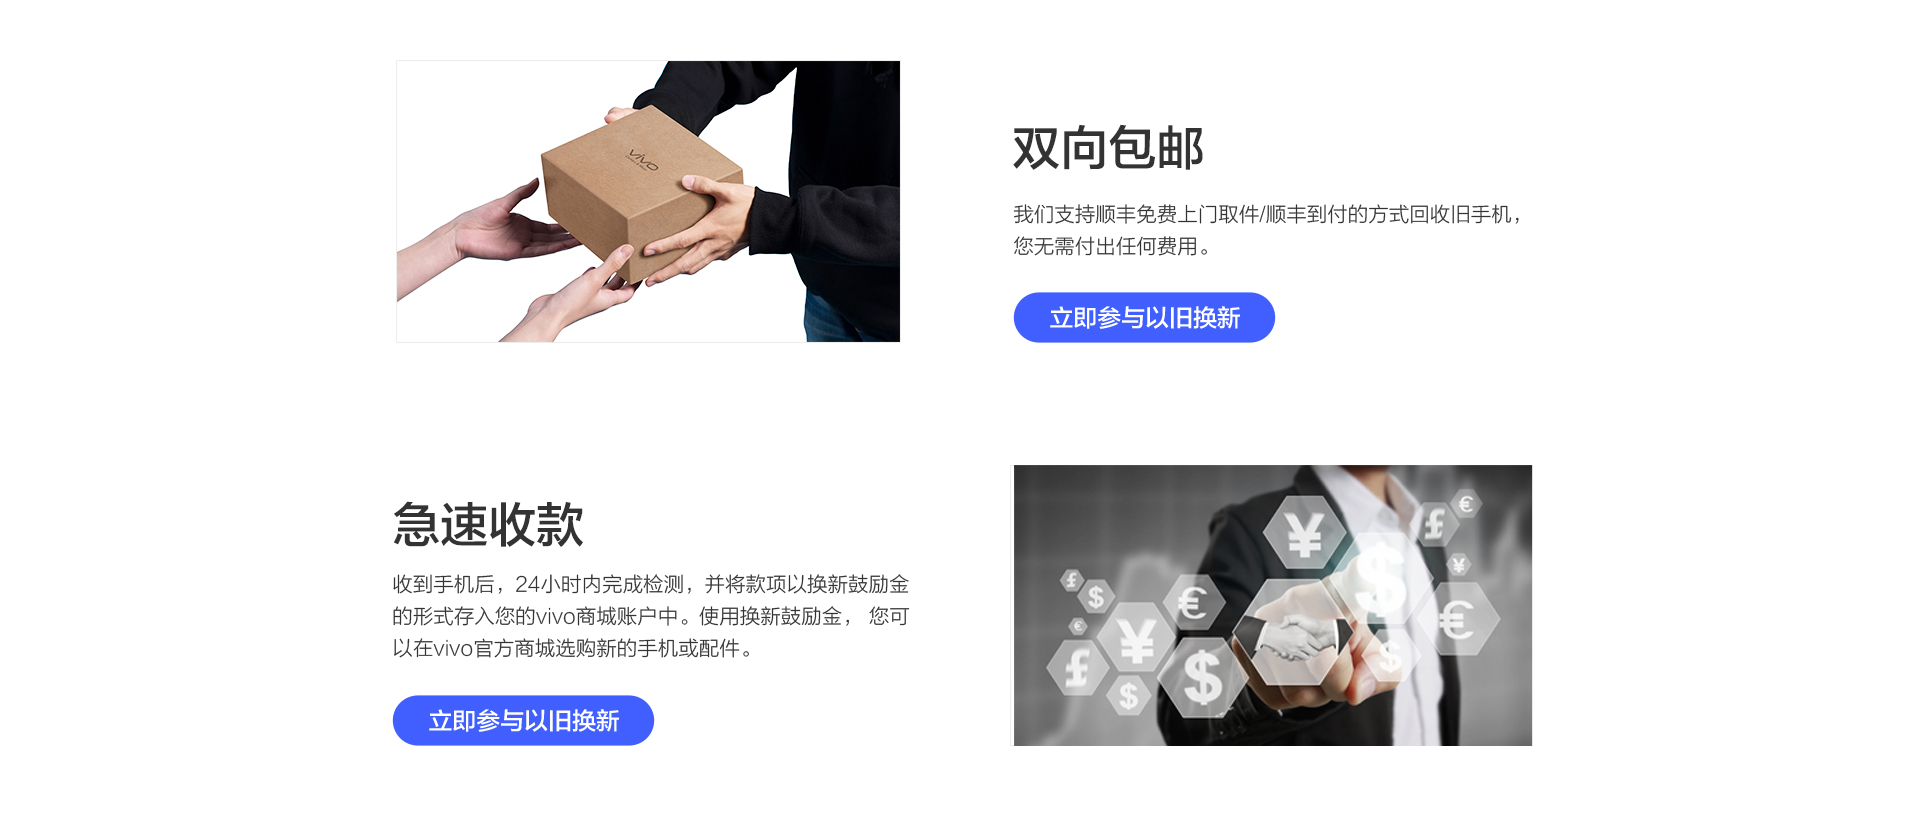 vivo
双向包邮
我们支持顺丰免费上门取件/顺丰到付的方式回收旧手机，
您无需付出任何费用。
立即参与以旧换新
急速收款
收到手机后，24小时内完成检测，并将款项以换新鼓励金
的形式存入您的vivo商城账户中。使用换新鼓励金， 您可
以在vivo官方商城选购新的手机或配件。
立即参与以旧换新
¥
€
£
$
€
¥
£
$
€
€
¥
£
$
$
$